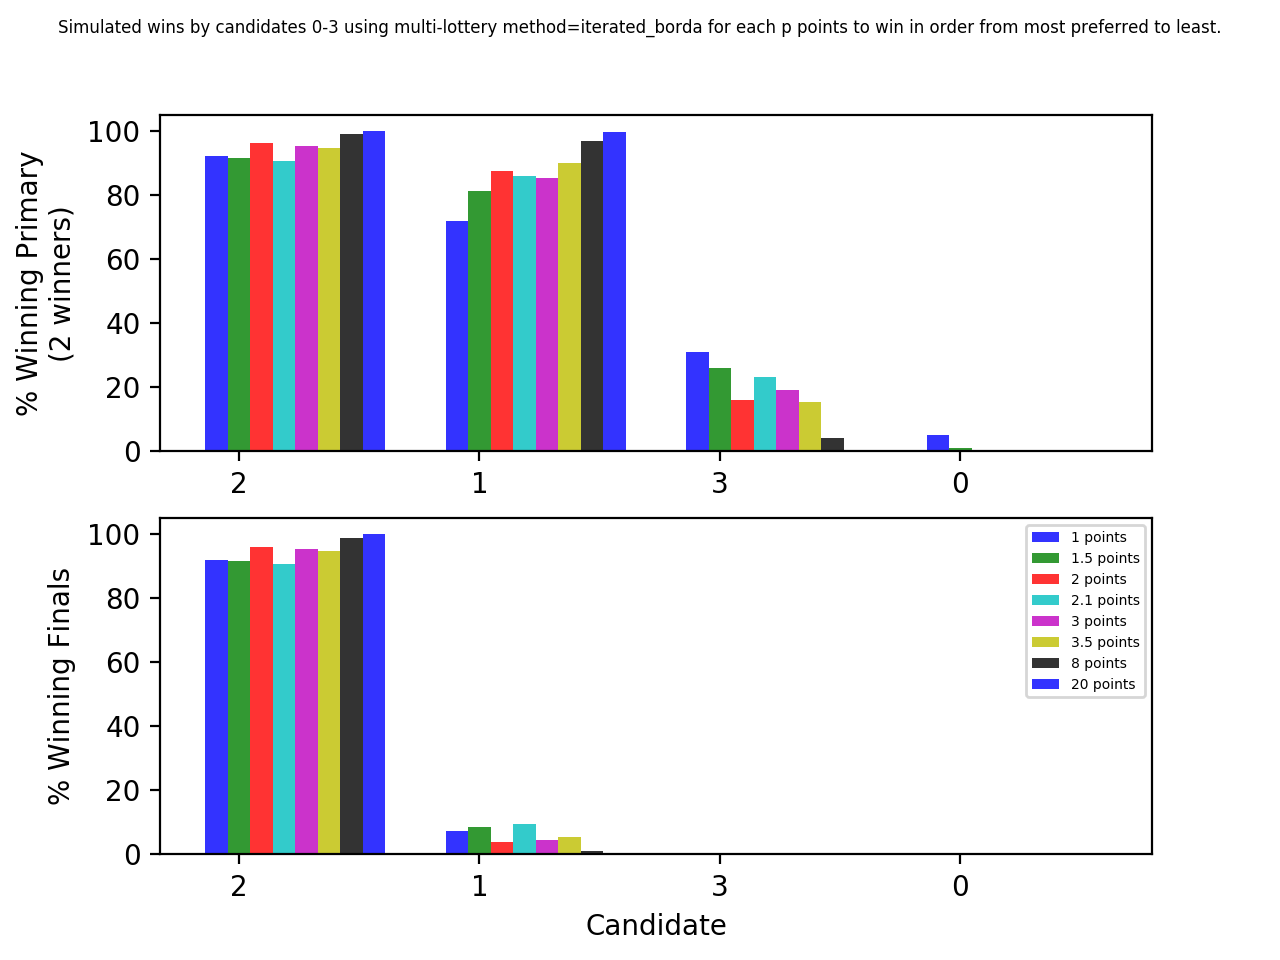 Simulated wins by candidates 0-3 using multi-lottery method=iterated_borda for each p points to win in order from most preferred to least.
% Winning Primary
(2 winners)
100
80
60
40
20
0
2 1 3 0
% Winning Finals
100
80
60
40
20
0
1 points
1.5 points
2 points
2.1 points
3 points
3.5 points
8 points
20 points
2 1 3 0
Candidate